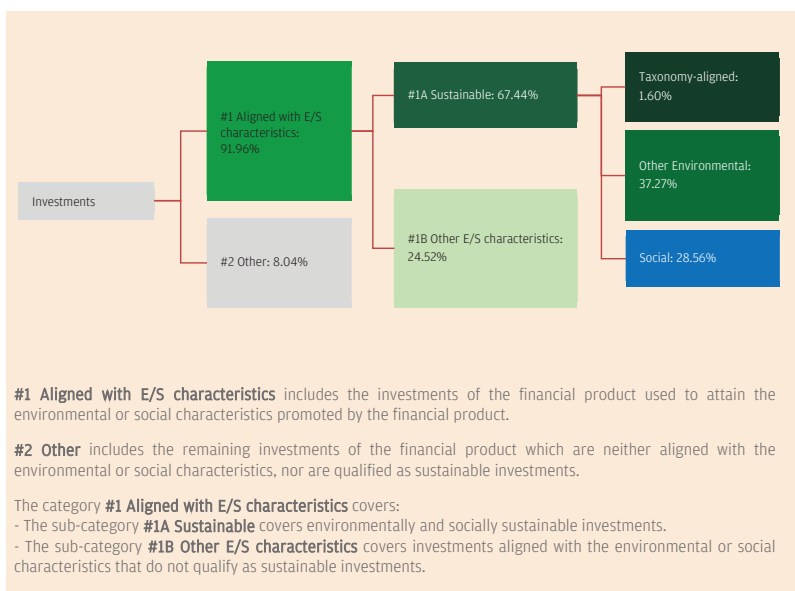 Investments
#1 Aligned with E/S
characteristics:
91.96%
#2 Other: 8.04%
#1A Sustainable: 67.44%
#1B Other E/S characteristics:
24.52%
Taxonomy-aligned:
1.60%
Other Environmental:
37.27%
Social: 28.56%
#1 Aligned with E/S characteristics includes the investments of the financial product used to attain the
environmental or social characteristics promoted by the financial product.
#2 Other includes the remaining investments of the financial product which are neither aligned with the
environmental or social characteristics, nor are qualified as sustainable investments.
The category #1 Aligned with E/S characteristics covers:
- The sub-category #1A Sustainable covers environmentally and socially sustainable investments.
- The sub-category #1B Other E/S characteristics covers investments aligned with the environmental or social
characteristics that do not qualify as sustainable investments.